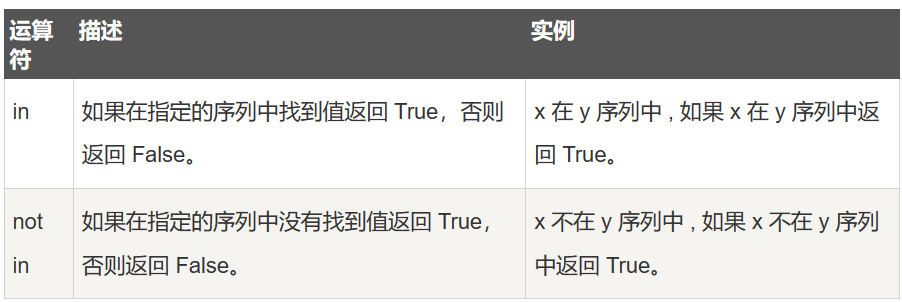 运算符 描述 实例
in 如果在指定的序列中找到值返回 True，否则返回 False。 x 在 y 序列中 , 如果 x 在 y 序列中返回 True。
not in 如果在指定的序列中没有找到值返回 True，否则返回 False。 x 不在 y 序列中 , 如果 x 不在 y 序列中返回 True。